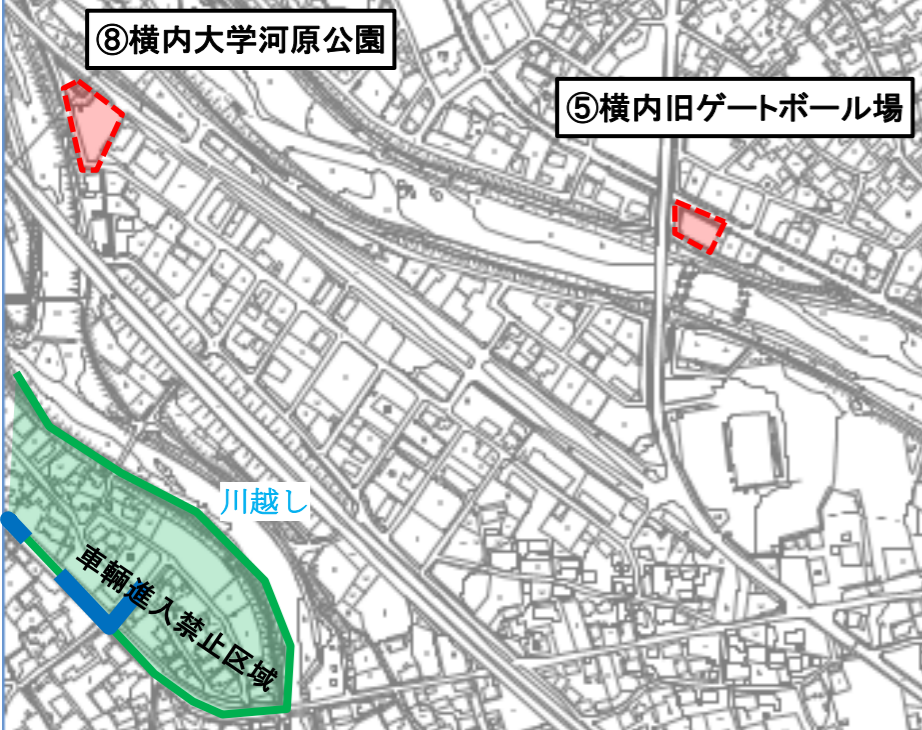 ⑧横内大学河原公園
⑤横内旧ゲートボール場
川越し
車輛進入禁止区域